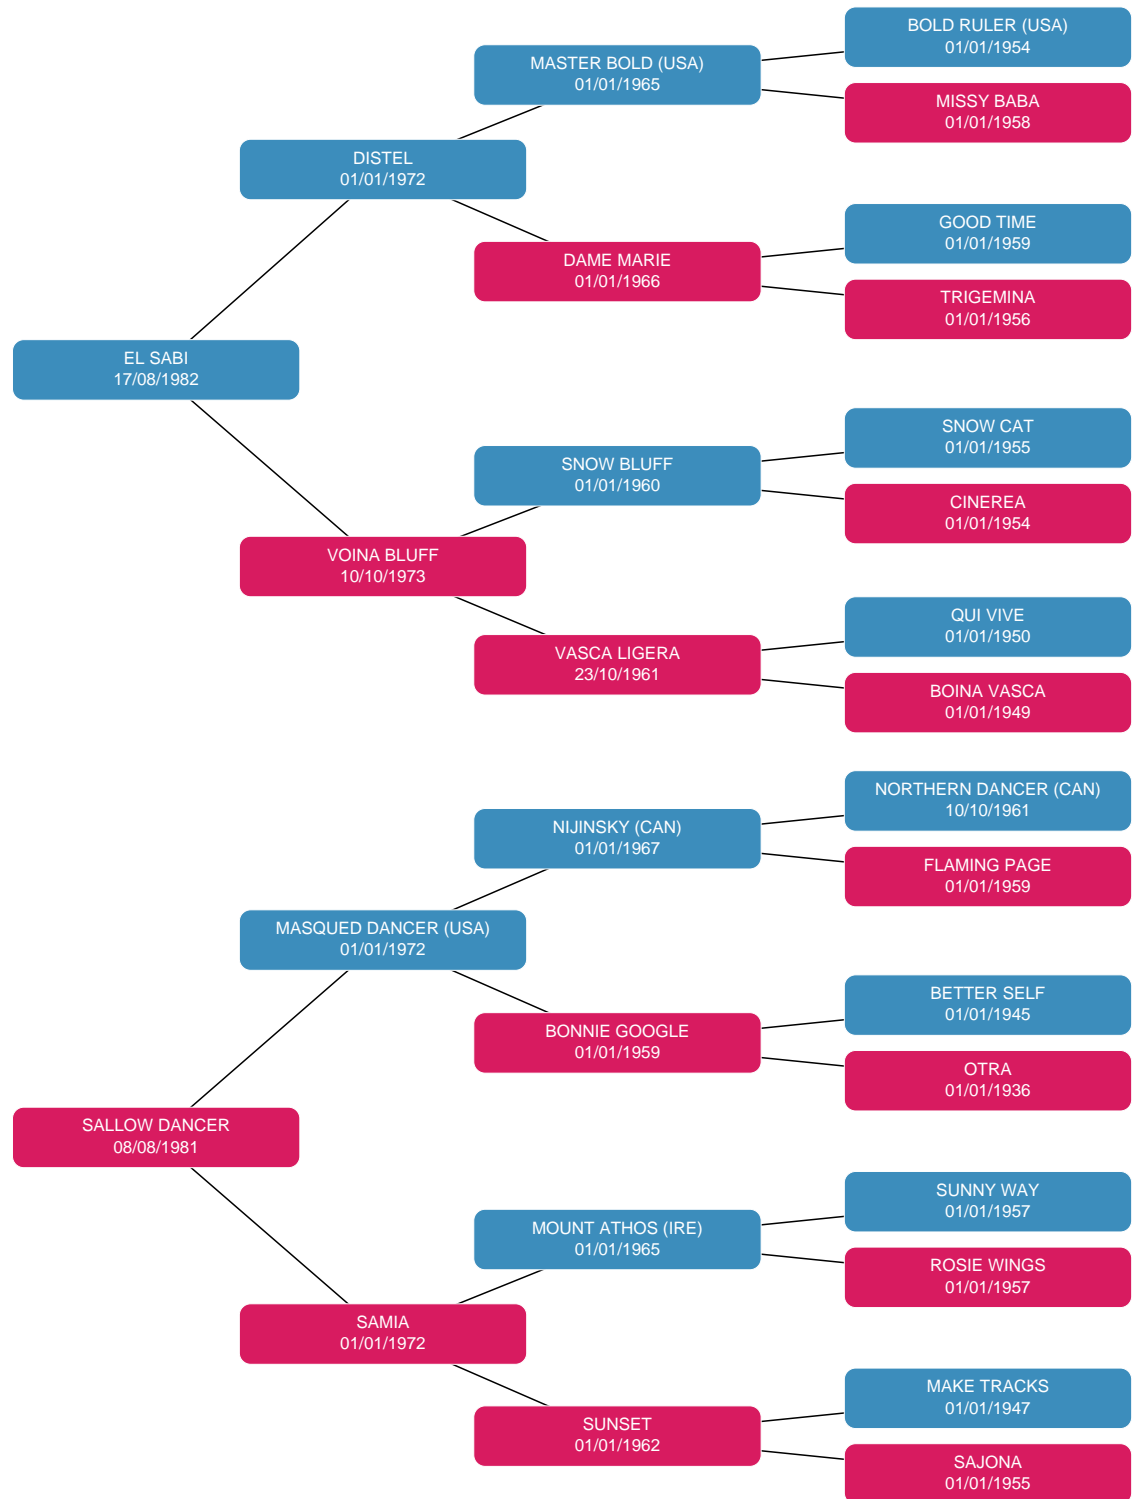 BOLD RULER (USA)
01/01/1954
MASTER BOLD (USA)
01/01/1965
MISSY BABA
01/01/1958
DISTEL
01/01/1972
GOOD TIME
01/01/1959
DAME MARIE
01/01/1966
TRIGEMINA
01/01/1956
EL SABI
17/08/1982
SNOW CAT
01/01/1955
SNOW BLUFF
01/01/1960
CINEREA
01/01/1954
VOINA BLUFF
10/10/1973
QUI VIVE
01/01/1950
VASCA LIGERA
23/10/1961
BOINA VASCA
01/01/1949
NORTHERN DANCER (CAN)
10/10/1961
NIJINSKY (CAN)
01/01/1967
FLAMING PAGE
01/01/1959
MASQUED DANCER (USA)
01/01/1972
BETTER SELF
01/01/1945
BONNIE GOOGLE
01/01/1959
OTRA
01/01/1936
SALLOW DANCER
08/08/1981
SUNNY WAY
01/01/1957
MOUNT ATHOS (IRE)
01/01/1965
ROSIE WINGS
01/01/1957
SAMIA
01/01/1972
MAKE TRACKS
01/01/1947
SUNSET
01/01/1962
SAJONA
01/01/1955